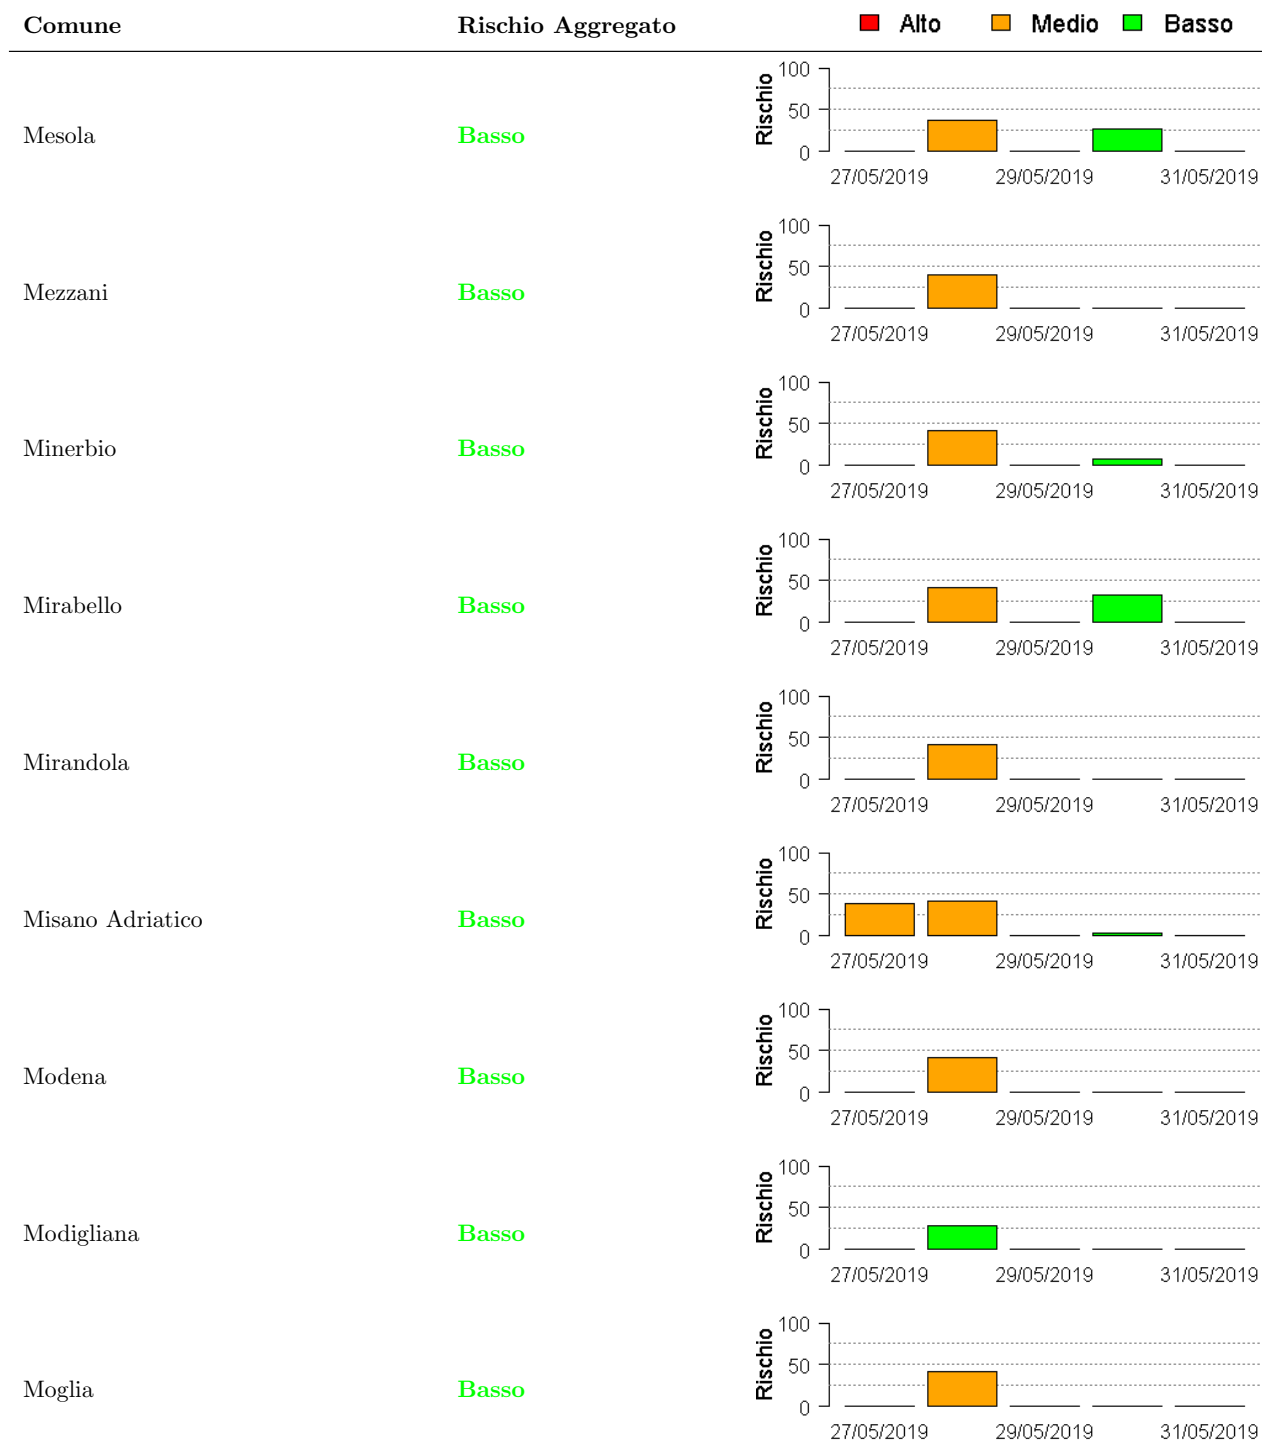 Comune Rischio Aggregato Alto Medio Basso
Mesola Basso Rischio 100 50 0
27/05/2019 29/05/2019 31/05/2019
Mezzani Basso Rischio 100 50 0
27/05/2019 29/05/2019 31/05/2019
Minerbio Basso Rischio 100 50 0
27/05/2019 29/05/2019 31/05/2019
Mirabello Basso Rischio 100 50 0
27/05/2019 29/05/2019 31/05/2019
Mirandola Basso Rischio 100 50 0
27/05/2019 29/05/2019 31/05/2019
Misano Adriatico Basso Rischio 100 50 0
27/05/2019 29/05/2019 31/05/2019
Modena Basso Rischio 100 50 0
27/05/2019 29/05/2019 31/05/2019
Modigliana Basso Rischio 100 50 0
27/05/2019 29/05/2019 31/05/2019
Moglia Basso Rischio 100 50 0
27/05/2019 29/05/2019 31/05/2019